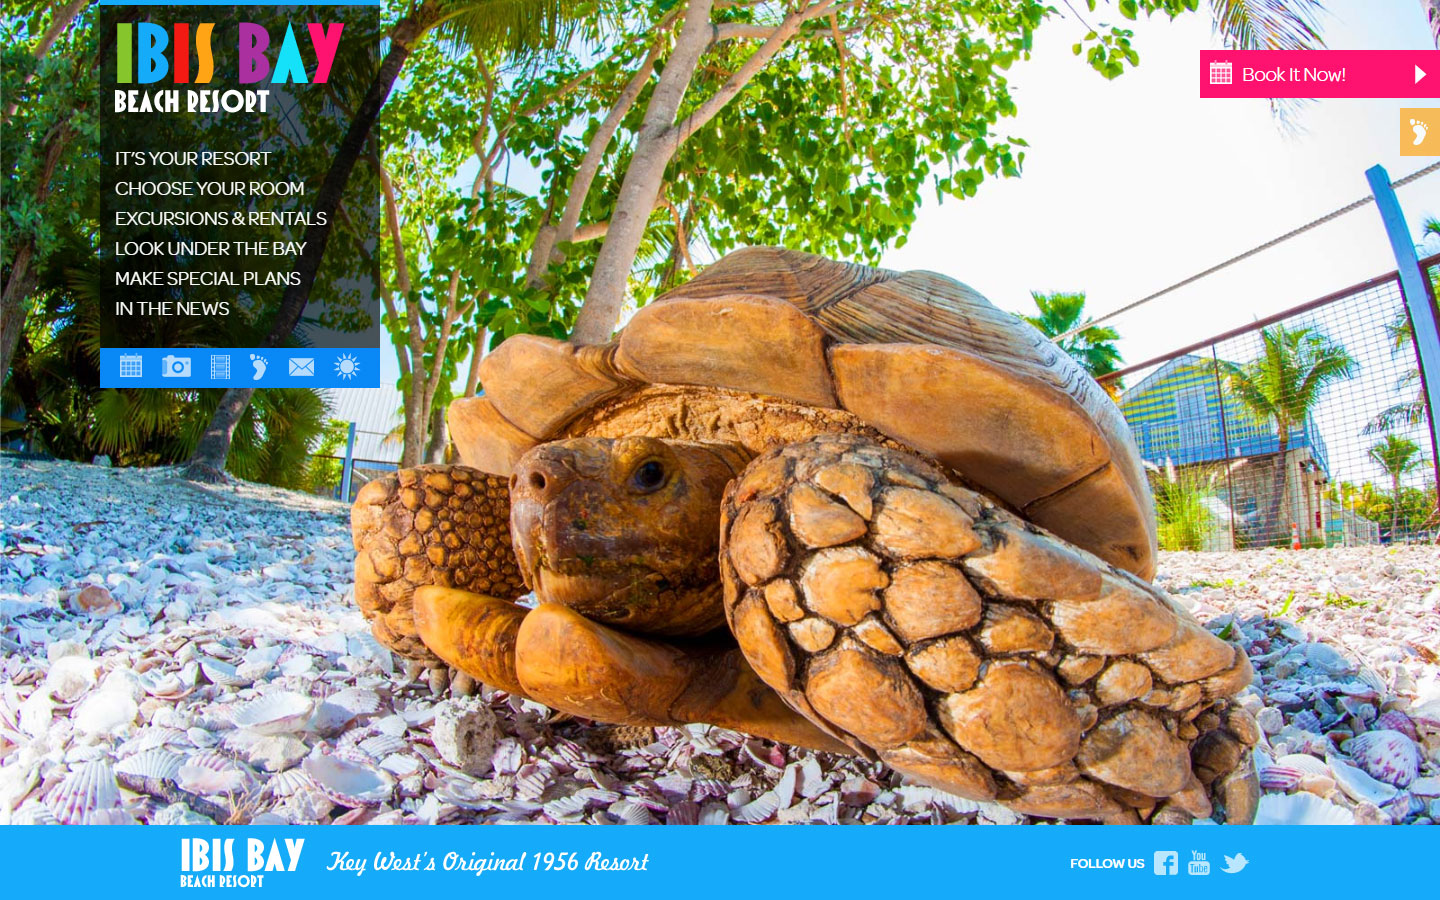 IBIS BAY
BEACH RESORT
IT'S YOUR RESORT
CHOOSE YOUR ROOM
EXCURSIONS & RENTALS
LOOK UNDER THE BAY
MAKE SPECIAL PLANS
IN THE NEWS
Book It Now!
IBIS BAY
BEACH RESORT
Key West's Original 1956 Resort
FOLLOW US
You
Tube